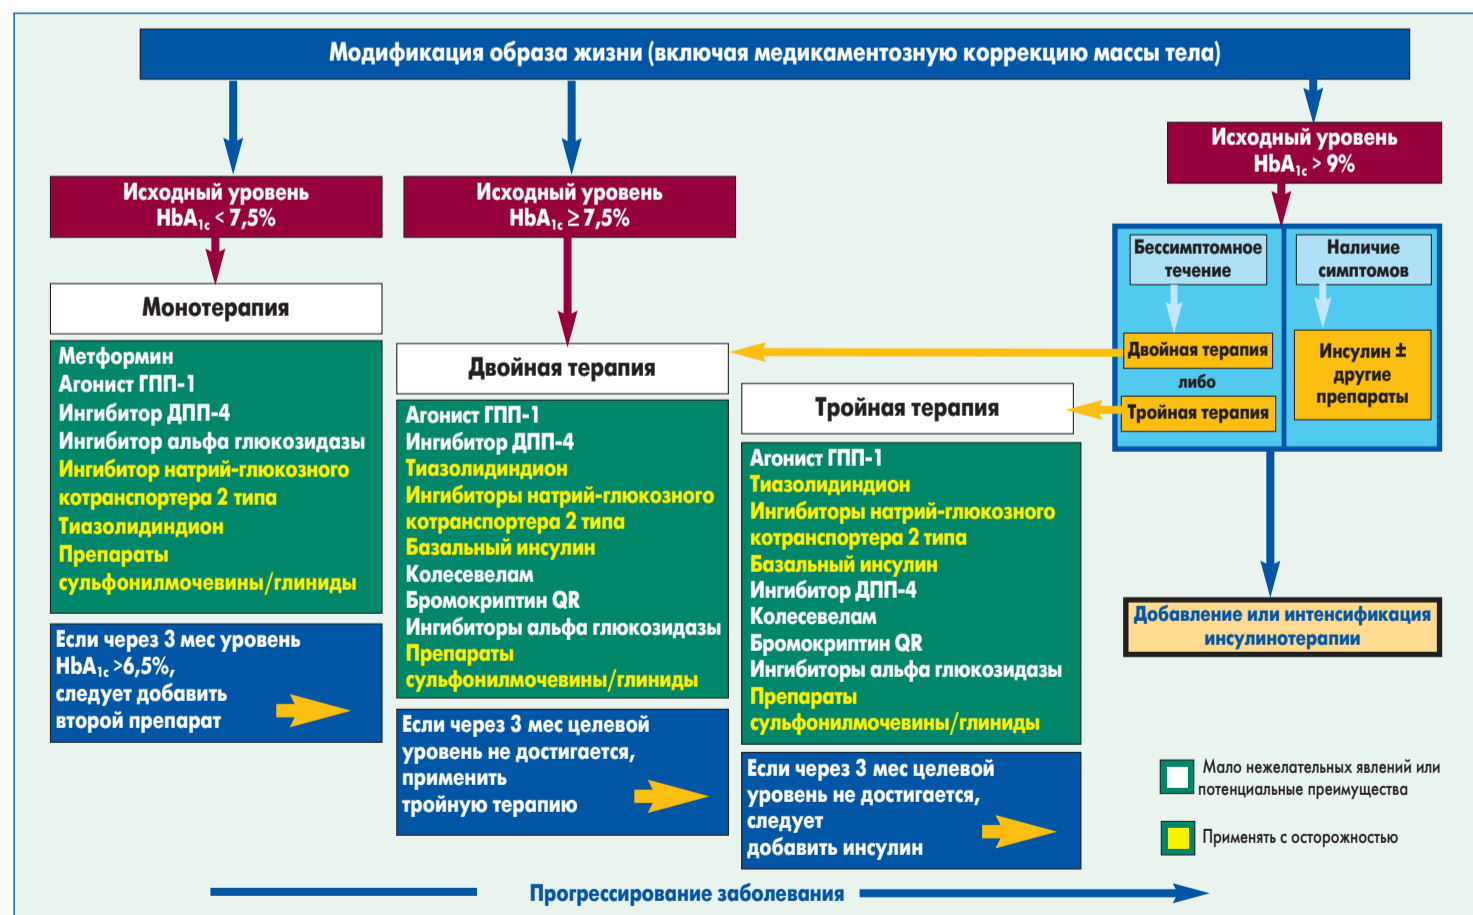 Модификация образа жизни (включая медикаментозную коррекцию массы тела)
Исходный уровень
HbA1c < 7,5%
Монотерапия
Метформин
Агонист ГПП-1
Ингибитор ДПП-4
Ингибитор альфа глюкозидазы
Ингибитор натрий-глюкозного
котранспортера 2 типа
Тиазолидиндион
Препараты
сульфонилмочевины/глиниды
Если через 3 мес уровень
HbA1c >6,5%,
следует добавить
второй препарат
Исходный уровень
HbA1c ≥ 7,5%
Двойная терапия
Агонист ГПП-1
Ингибитор ДПП-4
Тиазолидиндион
Ингибиторы натрий-глюкозного
котранспортера 2 типа
Базальный инсулин
Колесевелам
Бромокриптин QR
Ингибиторы альфа глюкозидазы
Препараты
сульфонилмочевины/глиниды
Если через 3 мес целевой
уровень не достигается,
применить
тройную терапию
Тройная терапия
Агонист ГПП-1
Тиазолидиндион
Ингибиторы натрий-глюкозного
котранспортера 2 типа
Базальный инсулин
Ингибитор ДПП-4
Колесевелам
Бромокриптин QR
Ингибиторы альфа глюкозидазы
Препараты
сульфонилмочевины/глиниды
Если через 3 мес целевой
уровень не достигается,
следует
добавить инсулин
Исходный уровень
HbA1c > 9%
Бессимптомное
течение
Двойная терапия
либо
Тройная терапия
Наличие
симптомов
Инсулин ±
другие
препараты
Добавление или интенсификация
инсулинотерапии
Мало нежелательных явлений или
потенциальные преимущества
Применять с осторожностью
Прогрессирование заболевания